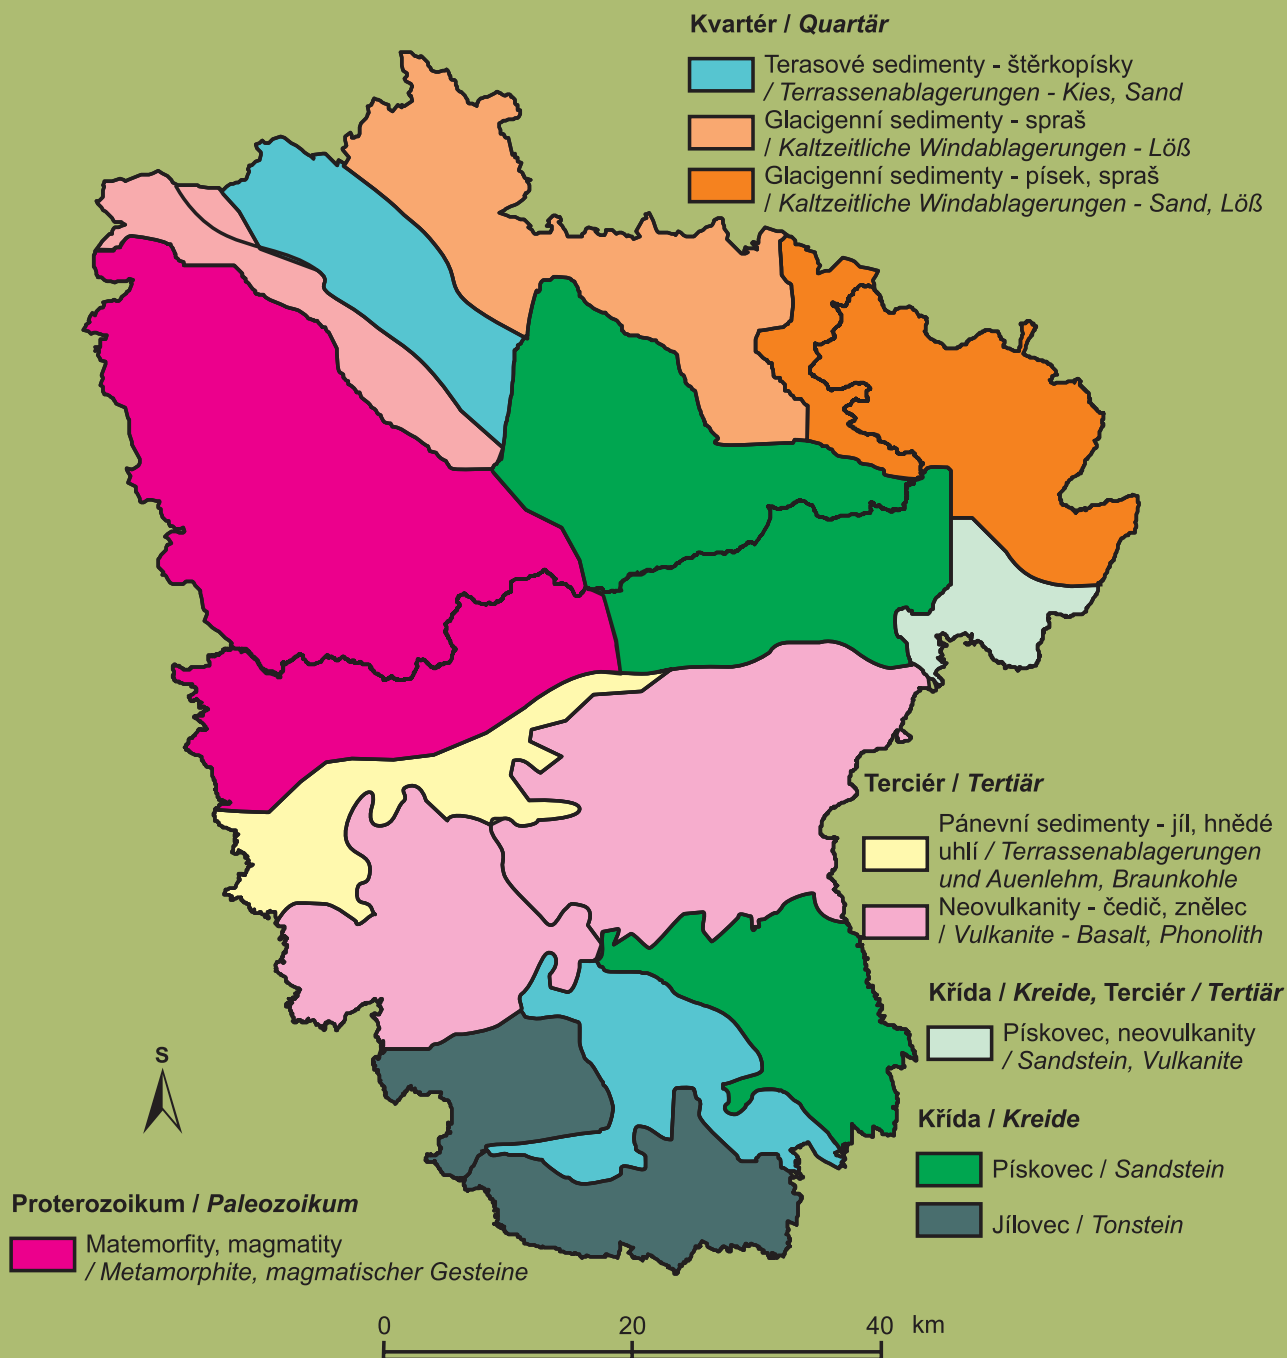 Kvartér / Quartär
Terasové sedimenty - štěrkopísky
/ Terrassenablagerungen - Kies, Sand
Glacigenní sedimenty - spraš
/ Kaltzeitliche Windablagerungen - Löß
Glacigenní sedimenty - písek, spraš
/ Kaltzeitliche Windablagerungen - Sand, Löß
Terciér / Tertiär
Pánevní sedimenty - jíl, hnědé
uhlí / Terrassenablagerungen
und Auenlehm, Braunkohle
Neovulkanity - čedič, znělec
/ Vulkanite - Basalt, Phonolith
Křída / Kreide, Terciér / Tertiär
Pískovec, neovulkanity
/ Sandstein, Vulkanite
Křída / Kreide
Pískovec / Sandstein
Jílovec / Tonstein
S
Proterozoikum / Paleozoikum
Matemorfity, magmatity
/ Metamorphite, magmatischer Gesteine
0 20 40 km